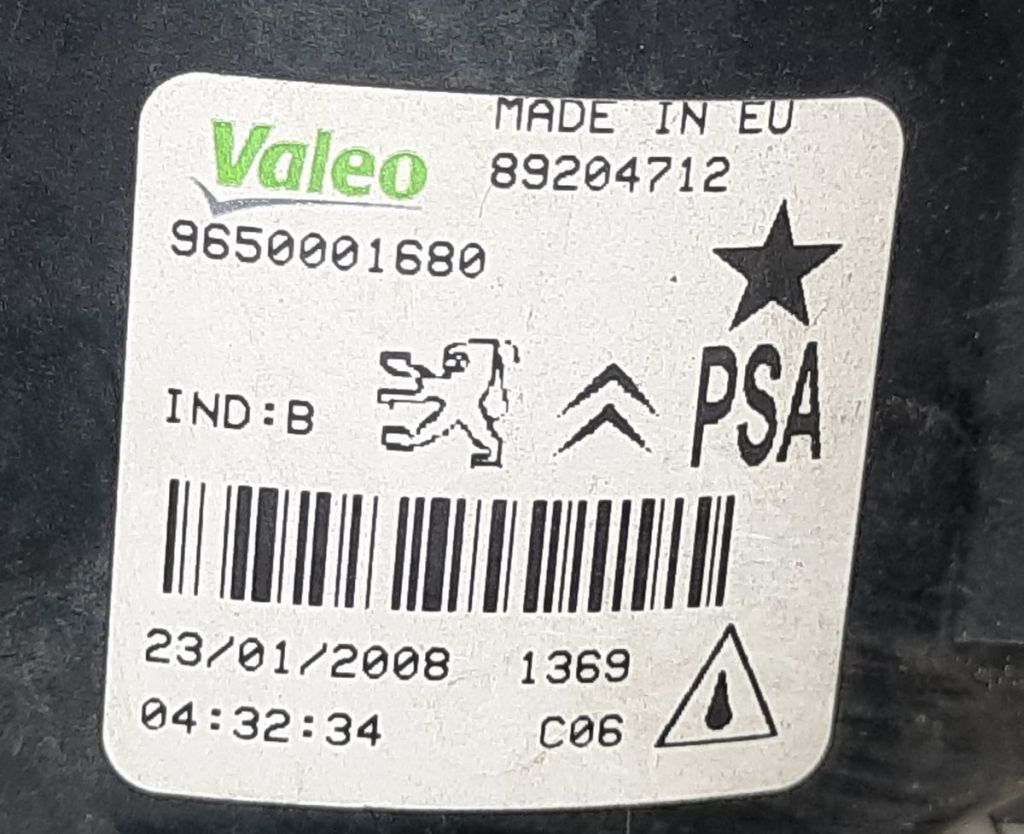 MADE IN EU
Valeo 89204712
9650001680
IND:B PSA
23/01/2008 1369
04:32:34 C06